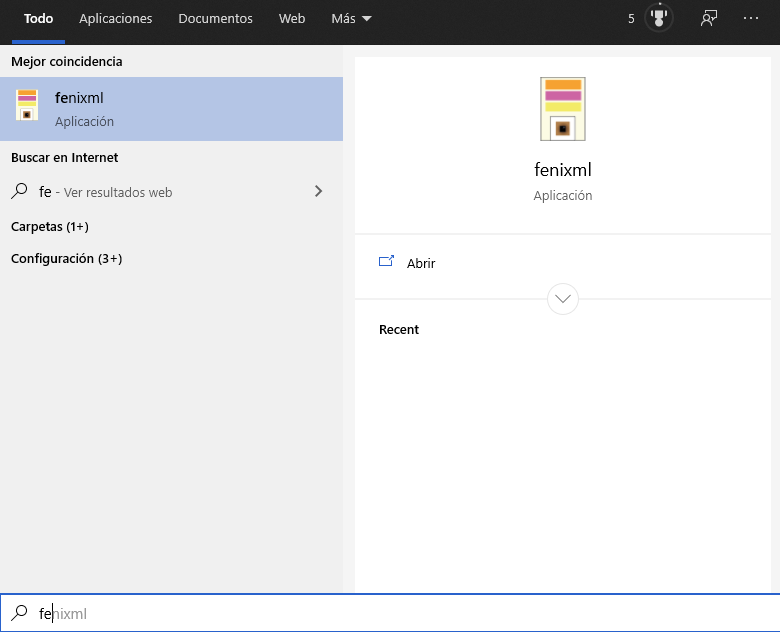 Todo Aplicaciones Documentos Web Más 5 ...
Mejor coincidencia
fenixml
Aplicación
Buscar en Internet
fe - Ver resultados web
Carpetas (1+)
Configuración (3+)
fenixml
Aplicación
Abrir
Recent
fenixml